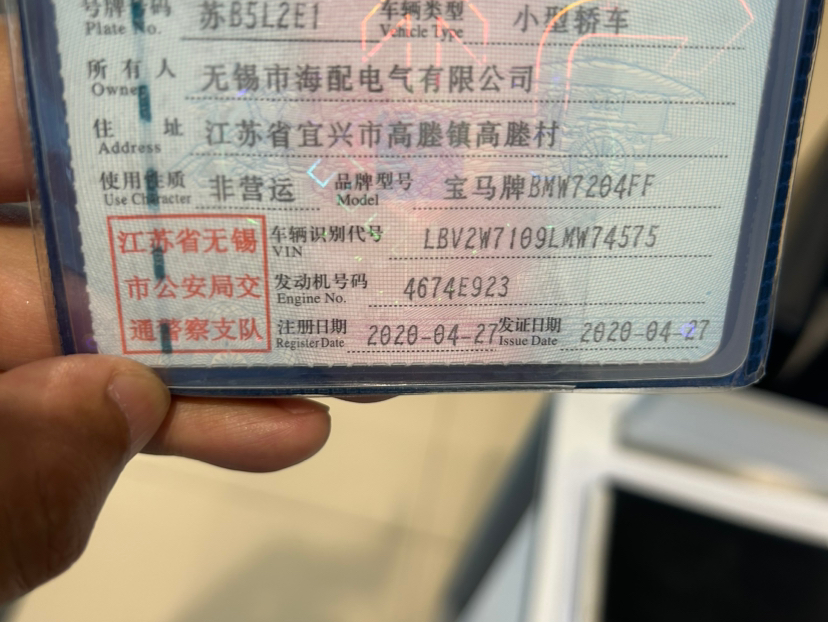 号牌号码 苏B5L2E1 车辆类型 小型轿车
Plate No. Vehicle Type
所有人 无锡市海配电气有限公司
Owner
住址 江苏省宜兴市高塍镇高塍村
Address
使用性质 非营运 品牌型号 宝马牌BMW7204FF
Use Character Model
江苏省无锡 车辆识别代号 LBV2W7109LMW74575
VIN
市公安局交 发动机号码 4674E923
Engine No.
通警察支队 注册日期 2020-04-27 发证日期 2020-04-27
Register Date Issue Date